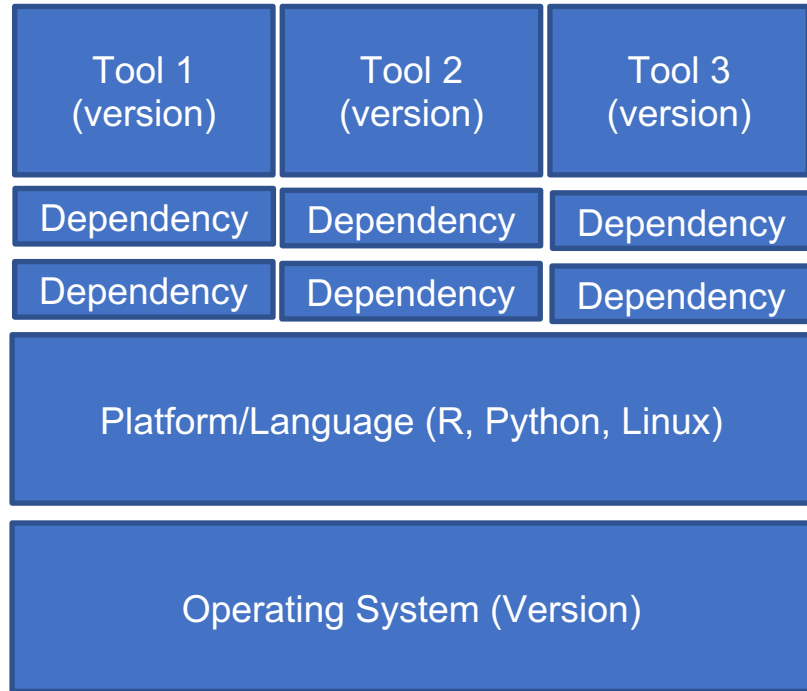 Tool 1
(version)
Tool 2
(version)
Tool 3
(version)
Dependency
Dependency
Dependency
Dependency
Dependency
Dependency
Platform/Language (R, Python, Linux)
Operating System (Version)